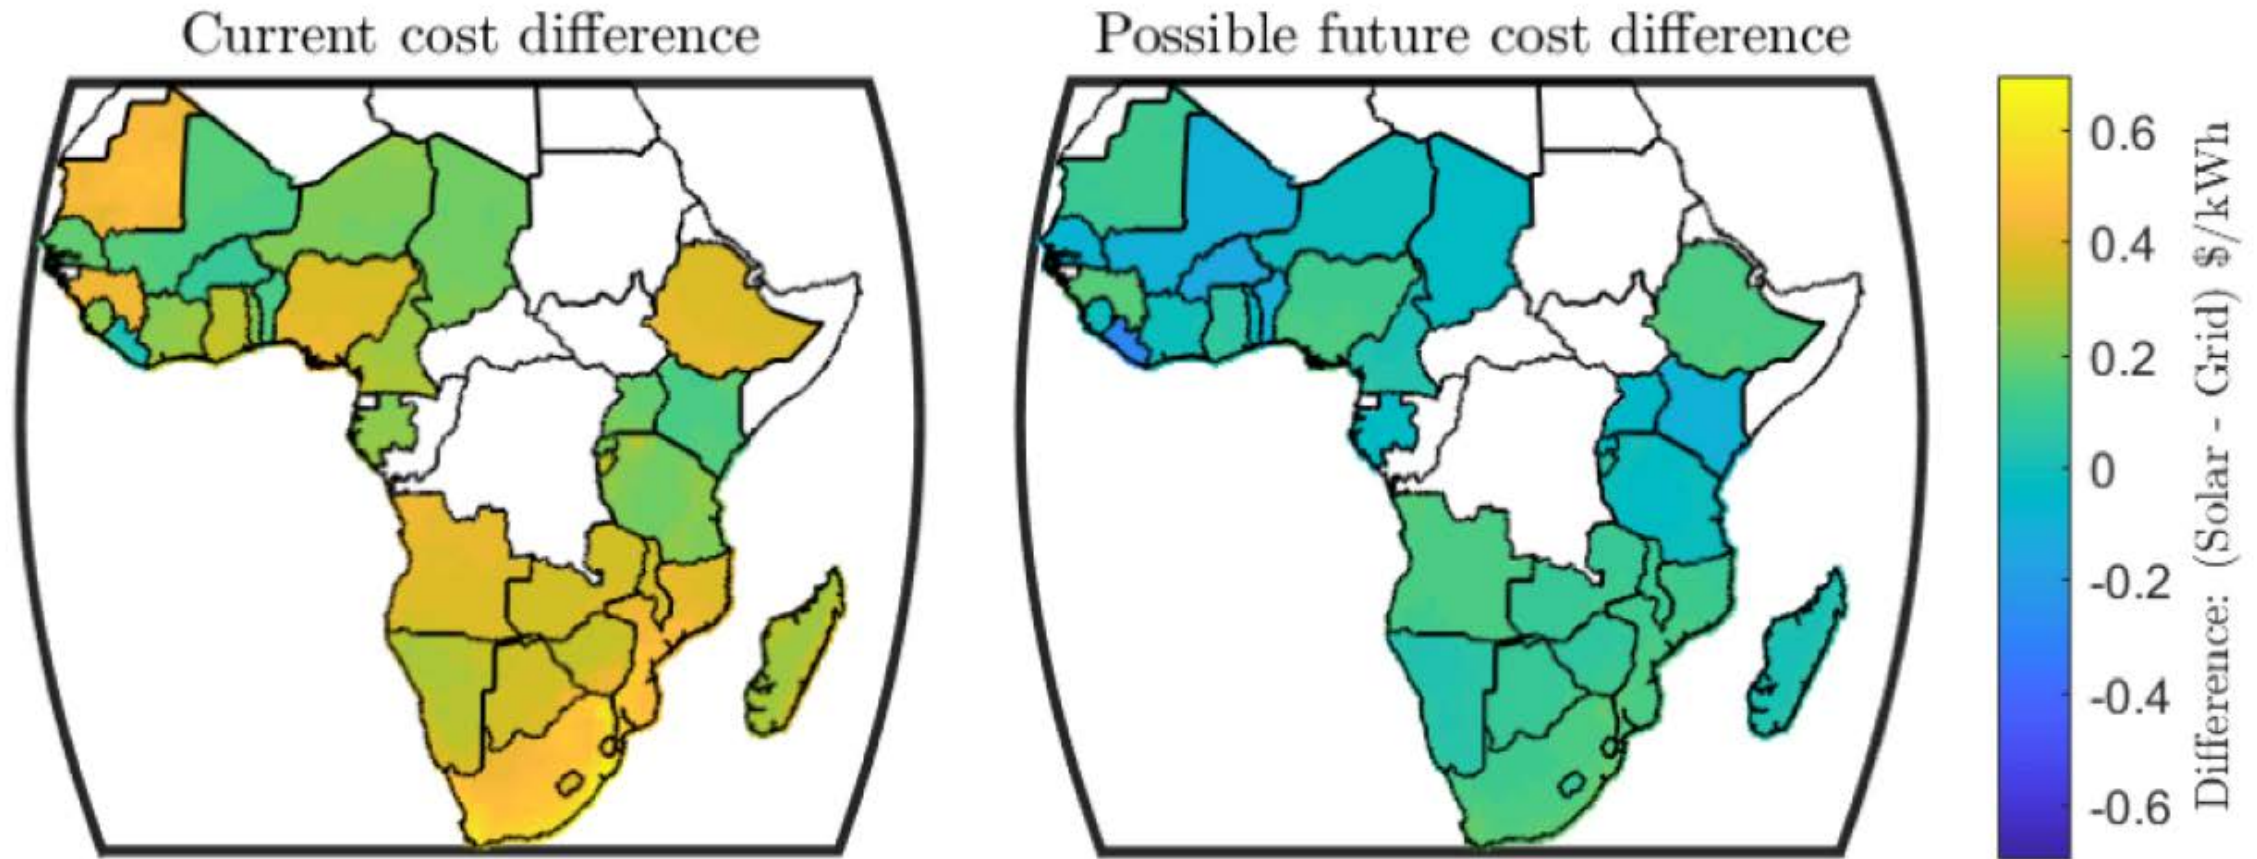 Current cost difference
Possible future cost difference
0.6
0.4
0.2
0
-0.2
-0.4
-0.6
Difference: (Solar - Grid) $/kWh